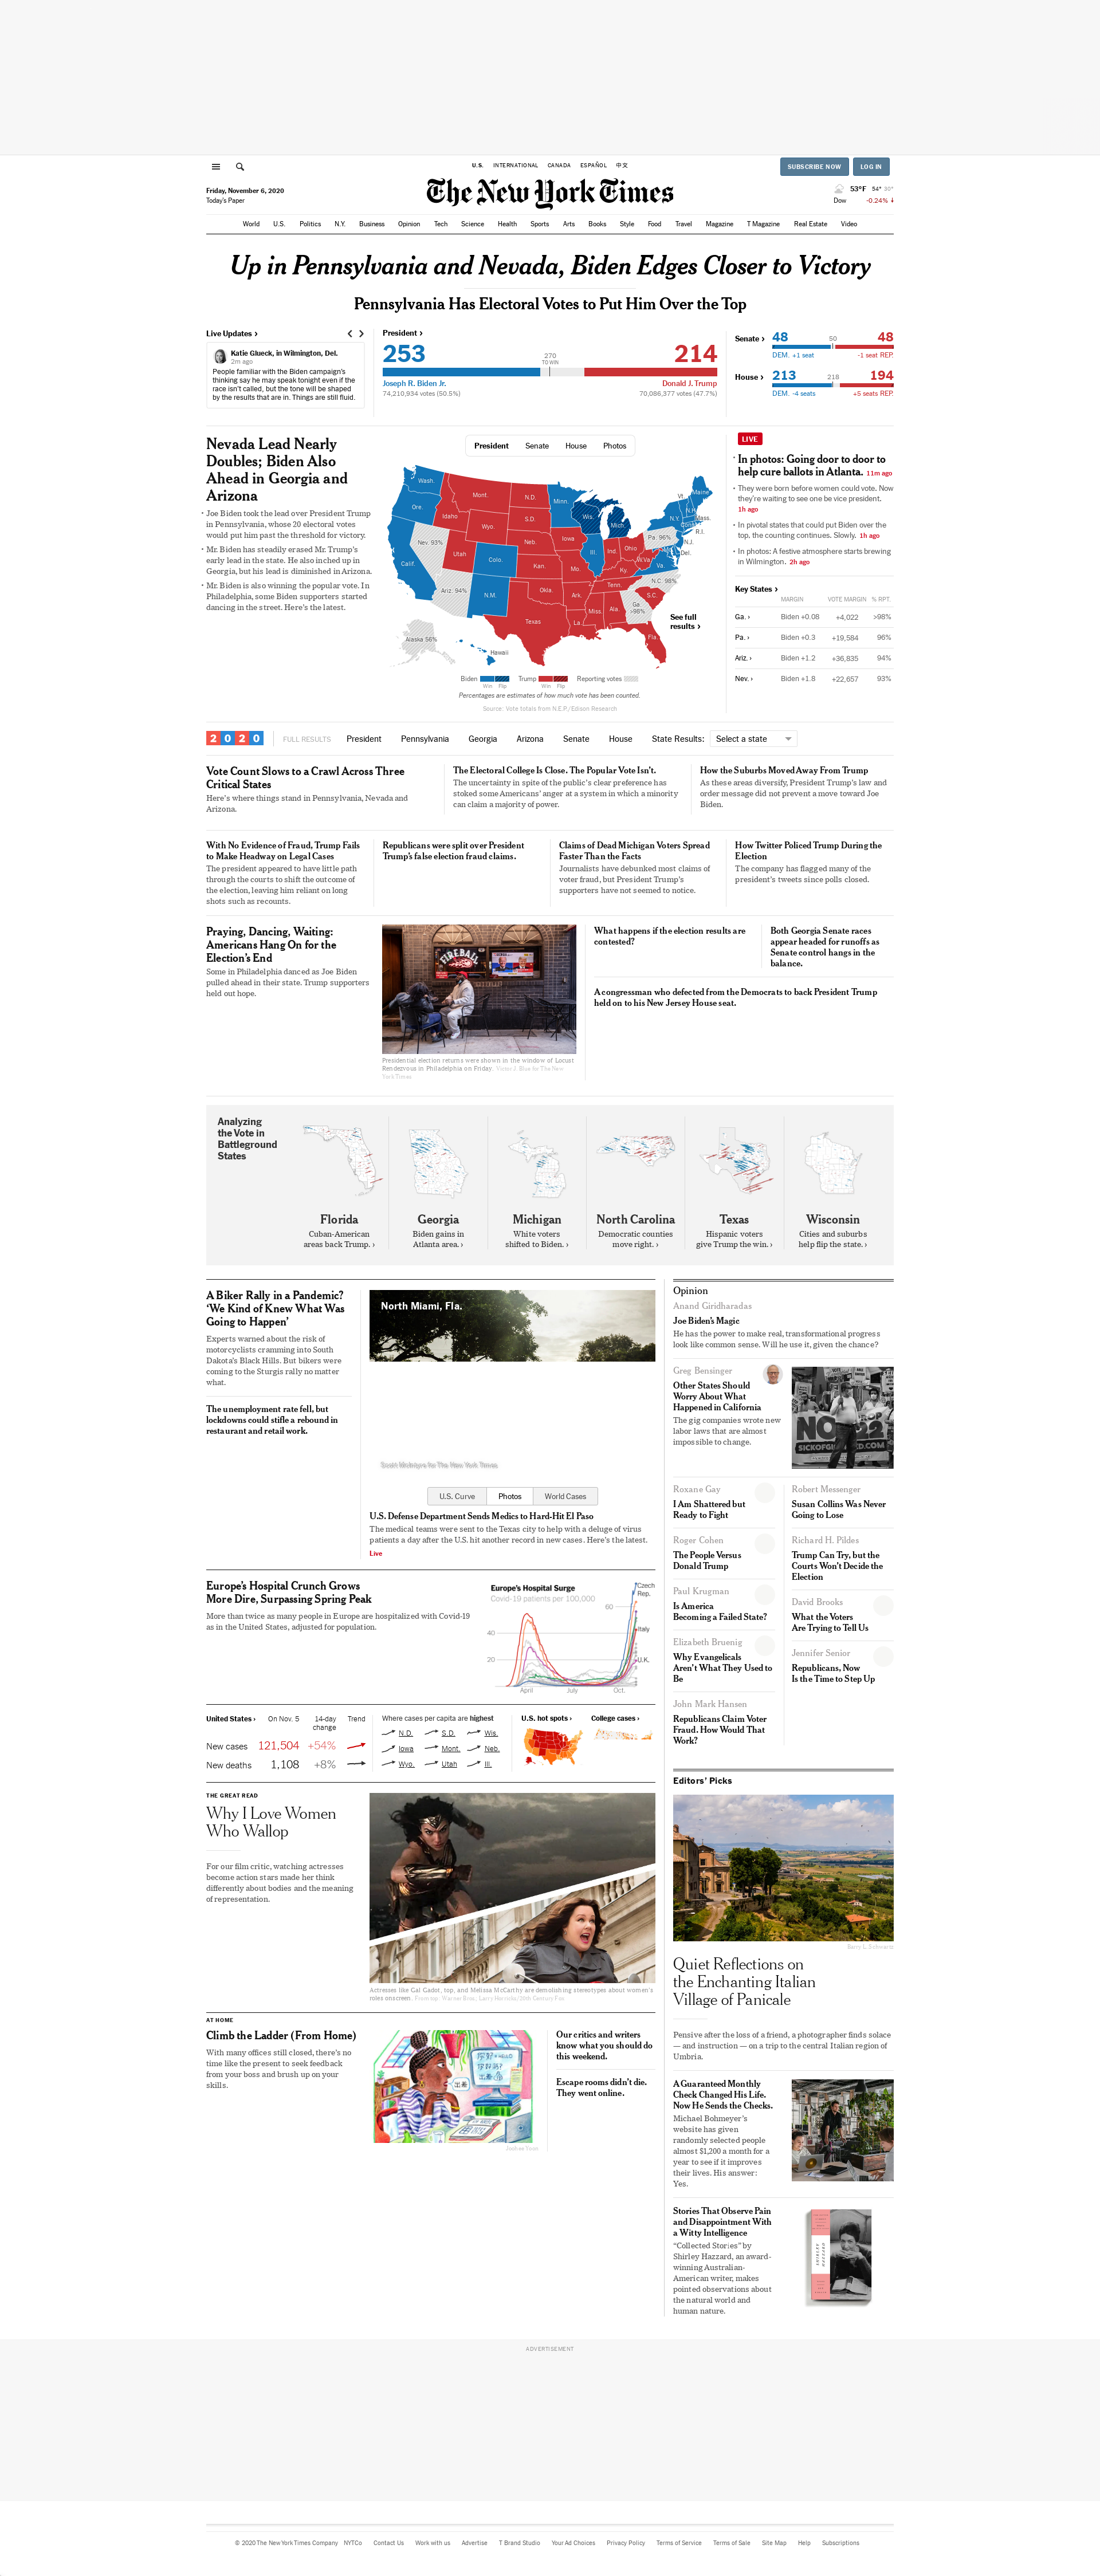 U.S. INTERNATIONAL CANADA ESPAÑOL 中文
SUBSCRIBE NOW LOG IN
Friday, November 6, 2020
Today's Paper
The New York Times
53°F 54° 30°
Dow -0.24%
World U.S. Politics N.Y. Business Opinion Tech Science Health Sports Arts Books Style Food Travel Magazine T Magazine Real Estate Video
Up in Pennsylvania and Nevada, Biden Edges Closer to Victory
Pennsylvania Has Electoral Votes to Put Him Over the Top
Live Updates ›
Katie Glueck, in Wilmington, Del.
2m ago
People familiar with the Biden campaign's
thinking say he may speak tonight even if the
race isn't called, but the tone will be shaped
by the results that are in. Things are still fluid.
President ›
253
270
TO WIN
214
Joseph R. Biden Jr.
Donald J. Trump
74,210,934 votes (50.5%)
70,086,377 votes (47.7%)
Senate ›
48
50
48
DEM. +1 seat
-1 seat REP.
House ›
213
218
194
DEM. -4 seats
+5 seats REP.
Nevada Lead Nearly
Doubles; Biden Also
Ahead in Georgia and
Arizona
• Joe Biden took the lead over President Trump
in Pennsylvania, whose 20 electoral votes
would put him past the threshold for victory.
• Mr. Biden has steadily erased Mr. Trump's
early lead in the state. He also inched up in
Georgia, but his lead is diminished in Arizona.
• Mr. Biden is also winning the popular vote. In
Philadelphia, some Biden supporters started
dancing in the street. Here's the latest.
President Senate House Photos
Wash.
Ore.
Calif.
Nev. 93%
Idaho
Mont.
Wyo.
Utah
Colo.
Ariz. 94%
N.M.
N.D.
S.D.
Neb.
Kan.
Okla.
Texas
Minn.
Iowa
Mo.
Ark.
La.
Wis.
Ill.
Mich.
Ind.
Ohio
Ky.
Tenn.
Miss.
Ala.
Ga.
>98%
Fla.
S.C.
N.C. 98%
Va.
W.Va.
Pa. 96%
N.Y.
Vt.
N.H.
Maine
Mass.
Conn.
R.I.
N.J.
Del.
Alaska 56%
Hawaii
See full
results ›
Biden Trump Reporting votes
Win Flip Win Flip
Percentages are estimates of how much vote has been counted.
Source: Vote totals from N.E.P./Edison Research
LIVE
• In photos: Going door to door to
help cure ballots in Atlanta. 11m ago
• They were born before women could vote. Now
they're waiting to see one be vice president.
1h ago
• In pivotal states that could put Biden over the
top, the counting continues. Slowly. 1h ago
• In photos: A festive atmosphere starts brewing
in Wilmington. 2h ago
Key States ›
MARGIN VOTE MARGIN % RPT.
Ga. › Biden +0.08 +4,022 >98%
Pa. › Biden +0.3 +19,584 96%
Ariz. › Biden +1.2 +36,835 94%
Nev. › Biden +1.8 +22,657 93%
2020 FULL RESULTS President Pennsylvania Georgia Arizona Senate House State Results: Select a state
Vote Count Slows to a Crawl Across Three
Critical States
Here's where things stand in Pennsylvania, Nevada and
Arizona.
The Electoral College Is Close. The Popular Vote Isn't.
The uncertainty in spite of the public's clear preference has
stoked some Americans' anger at a system in which a minority
can claim a majority of power.
How the Suburbs Moved Away From Trump
As these areas diversify, President Trump's law and
order message did not prevent a move toward Joe
Biden.
With No Evidence of Fraud, Trump Fails
to Make Headway on Legal Cases
The president appeared to have little path
through the courts to shift the outcome of
the election, leaving him reliant on long
shots such as recounts.
Republicans were split over President
Trump's false election fraud claims.
Claims of Dead Michigan Voters Spread
Faster Than the Facts
Journalists have debunked most claims of
voter fraud, but President Trump's
supporters have not seemed to notice.
How Twitter Policed Trump During the
Election
The company has flagged many of the
president's tweets since polls closed.
Praying, Dancing, Waiting:
Americans Hang On for the
Election's End
Some in Philadelphia danced as Joe Biden
pulled ahead in their state. Trump supporters
held out hope.
FIREBALL
Presidential election returns were shown in the window of Locust
Rendezvous in Philadelphia on Friday. Victor J. Blue for The New
York Times
What happens if the election results are
contested?
Both Georgia Senate races
appear headed for runoffs as
Senate control hangs in the
balance.
A congressman who defected from the Democrats to back President Trump
held on to his New Jersey House seat.
Analyzing
the Vote in
Battleground
States
Florida
Cuban-American
areas back Trump. ›
Georgia
Biden gains in
Atlanta area. ›
Michigan
White voters
shifted to Biden. ›
North Carolina
Democratic counties
move right. ›
Texas
Hispanic voters
give Trump the win. ›
Wisconsin
Cities and suburbs
help flip the state. ›
A Biker Rally in a Pandemic?
‘We Kind of Knew What Was
Going to Happen’
Experts warned about the risk of
motorcyclists cramming into South
Dakota's Black Hills. But bikers were
coming to the Sturgis rally no matter
what.
The unemployment rate fell, but
lockdowns could stifle a rebound in
restaurant and retail work.
North Miami, Fla.
Scott McIntyre for The New York Times
U.S. Curve Photos World Cases
U.S. Defense Department Sends Medics to Hard-Hit El Paso
The medical teams were sent to the Texas city to help with a deluge of virus
patients a day after the U.S. hit another record in new cases. Here's the latest.
Live
Europe's Hospital Crunch Grows
More Dire, Surpassing Spring Peak
More than twice as many people in Europe are hospitalized with Covid-19
as in the United States, adjusted for population.
Europe's Hospital Surge
Covid-19 patients per 100,000
60
40
20
Czech
Rep.
Italy
U.K.
April July Oct.
United States › On Nov. 5 14-day
change Trend
New cases 121,504 +54%
New deaths 1,108 +8%
Where cases per capita are highest
N.D. S.D. Wis.
Iowa Mont. Neb.
Wyo. Utah Ill.
U.S. hot spots › College cases ›
THE GREAT READ
Why I Love Women
Who Wallop
For our film critic, watching actresses
become action stars made her think
differently about bodies and the meaning
of representation.
Actresses like Gal Gadot, top, and Melissa McCarthy are demolishing stereotypes about women's
roles onscreen. From top: Warner Bros.; Larry Horricks/20th Century Fox
AT HOME
Climb the Ladder (From Home)
With many offices still closed, there's no
time like the present to seek feedback
from your boss and brush up on your
skills.
Our critics and writers
know what you should do
this weekend.
Escape rooms didn't die.
They went online.
Opinion
Anand Giridharadas
Joe Biden's Magic
He has the power to make real, transformational progress
look like common sense. Will he use it, given the chance?
Greg Bensinger
Other States Should
Worry About What
Happened in California
The gig companies wrote new
labor laws that are almost
impossible to change.
Roxane Gay
I Am Shattered but
Ready to Fight
Robert Messenger
Susan Collins Was Never
Going to Lose
Roger Cohen
The People Versus
Donald Trump
Richard H. Pildes
Trump Can Try, but the
Courts Won't Decide the
Election
Paul Krugman
Is America
Becoming a Failed State?
David Brooks
What the Voters
Are Trying to Tell Us
Elizabeth Bruenig
Why Evangelicals
Aren't What They Used to
Be
Jennifer Senior
Republicans, Now
Is the Time to Step Up
John Mark Hansen
Republicans Claim Voter
Fraud. How Would That
Work?
Editors' Picks
Barry L. Schwartz
Quiet Reflections on
the Enchanting Italian
Village of Panicale
Pensive after the loss of a friend, a photographer finds solace
— and instruction — on a trip to the central Italian region of
Umbria.
A Guaranteed Monthly
Check Changed His Life.
Now He Sends the Checks.
Michael Bohmeyer's
website has given
randomly selected people
almost $1,200 a month for a
year to see if it improves
their lives. His answer:
Yes.
Stories That Observe Pain
and Disappointment With
a Witty Intelligence
“Collected Stories” by
Shirley Hazzard, an award-
winning Australian-
American writer, makes
pointed observations about
the natural world and
human nature.
SHIRLEY
HAZZARD
ADVERTISEMENT
© 2020 The New York Times Company NYTCo Contact Us Work with us Advertise T Brand Studio Your Ad Choices Privacy Policy Terms of Service Terms of Sale Site Map Help Subscriptions